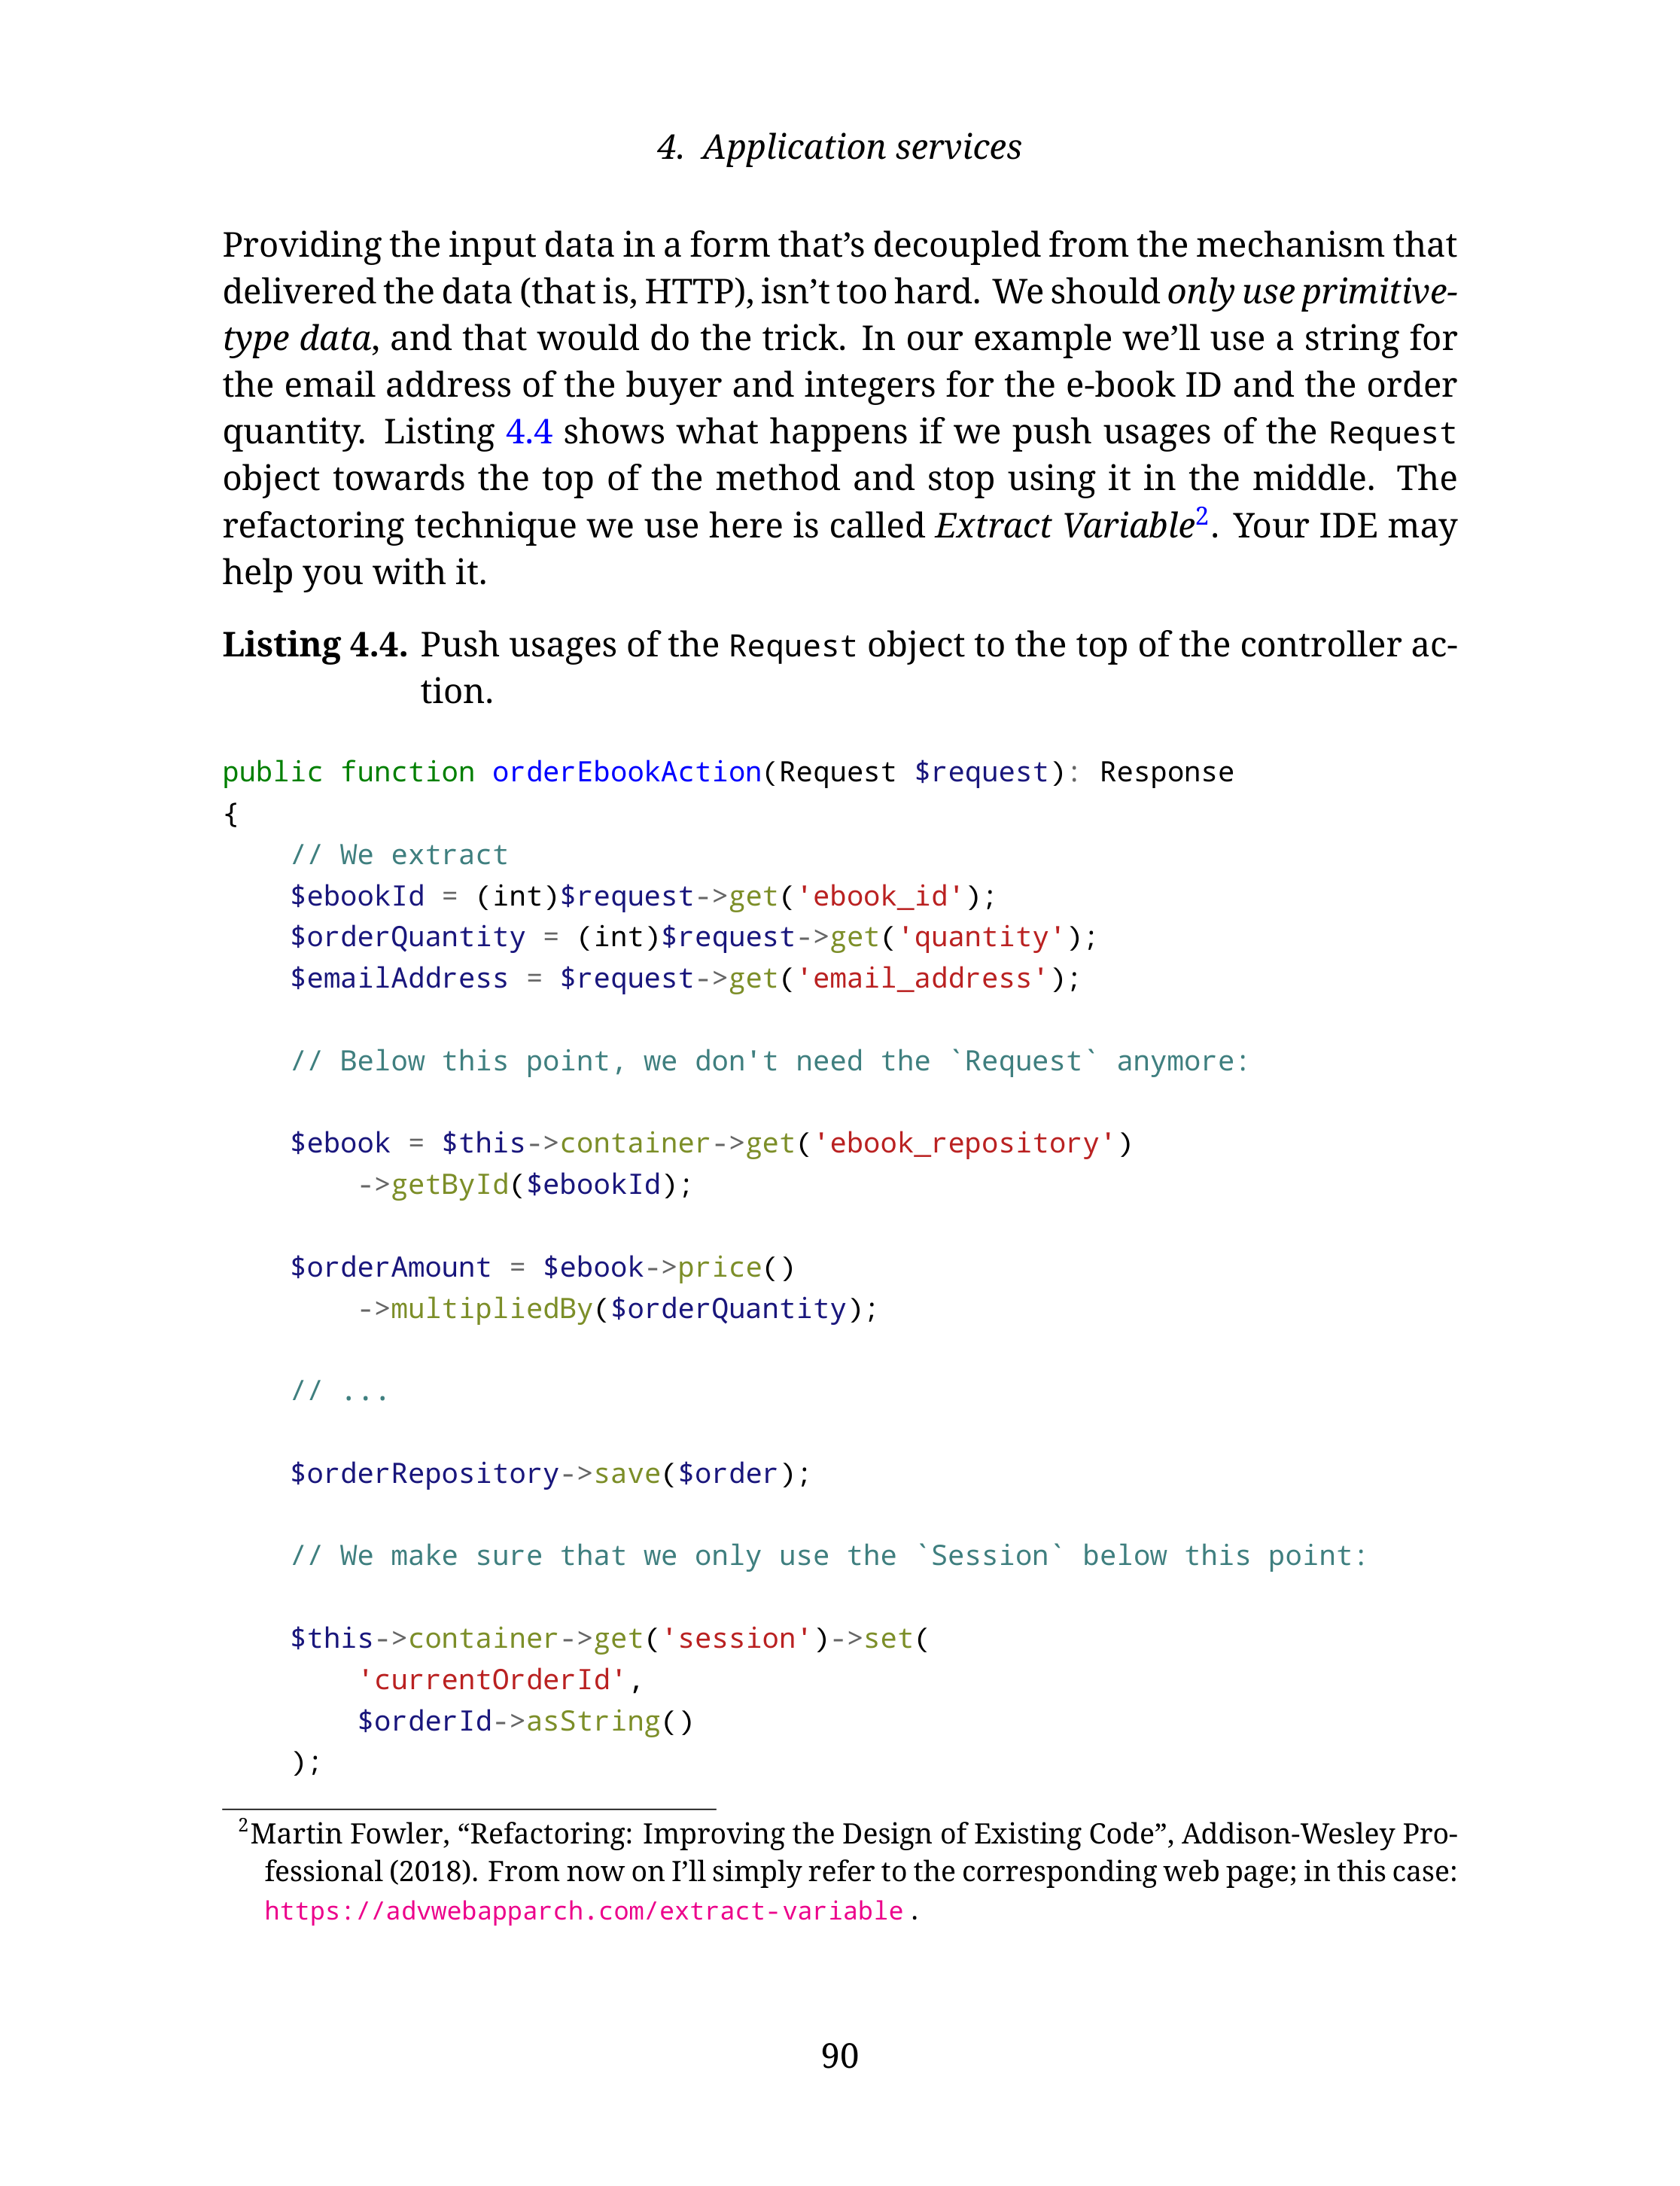 4. Application services
Providing the input data in a form that’s decoupled from the mechanism that
delivered the data (that is, HTTP), isn’t too hard. We should only use primitive-
type data, and that would do the trick. In our example we’ll use a string for
the email address of the buyer and integers for the e-book ID and the order
quantity. Listing 4.4 shows what happens if we push usages of the Request
object towards the top of the method and stop using it in the middle. The
refactoring technique we use here is called Extract Variable2. Your IDE may
help you with it.
Listing 4.4. Push usages of the Request object to the top of the controller ac-
tion.
public function orderEbookAction(Request $request): Response
{
    // We extract
    $ebookId = (int)$request->get('ebook_id');
    $orderQuantity = (int)$request->get('quantity');
    $emailAddress = $request->get('email_address');
    // Below this point, we don't need the `Request` anymore:
    $ebook = $this->container->get('ebook_repository')
        ->getById($ebookId);
    $orderAmount = $ebook->price()
        ->multipliedBy($orderQuantity);
    // ...
    $orderRepository->save($order);
    // We make sure that we only use the `Session` below this point:
    $this->container->get('session')->set(
        'currentOrderId',
        $orderId->asString()
    );
2Martin Fowler, “Refactoring: Improving the Design of Existing Code”, Addison-Wesley Pro-
fessional (2018). From now on I’ll simply refer to the corresponding web page; in this case:
https://advwebapparch.com/extract-variable .
90